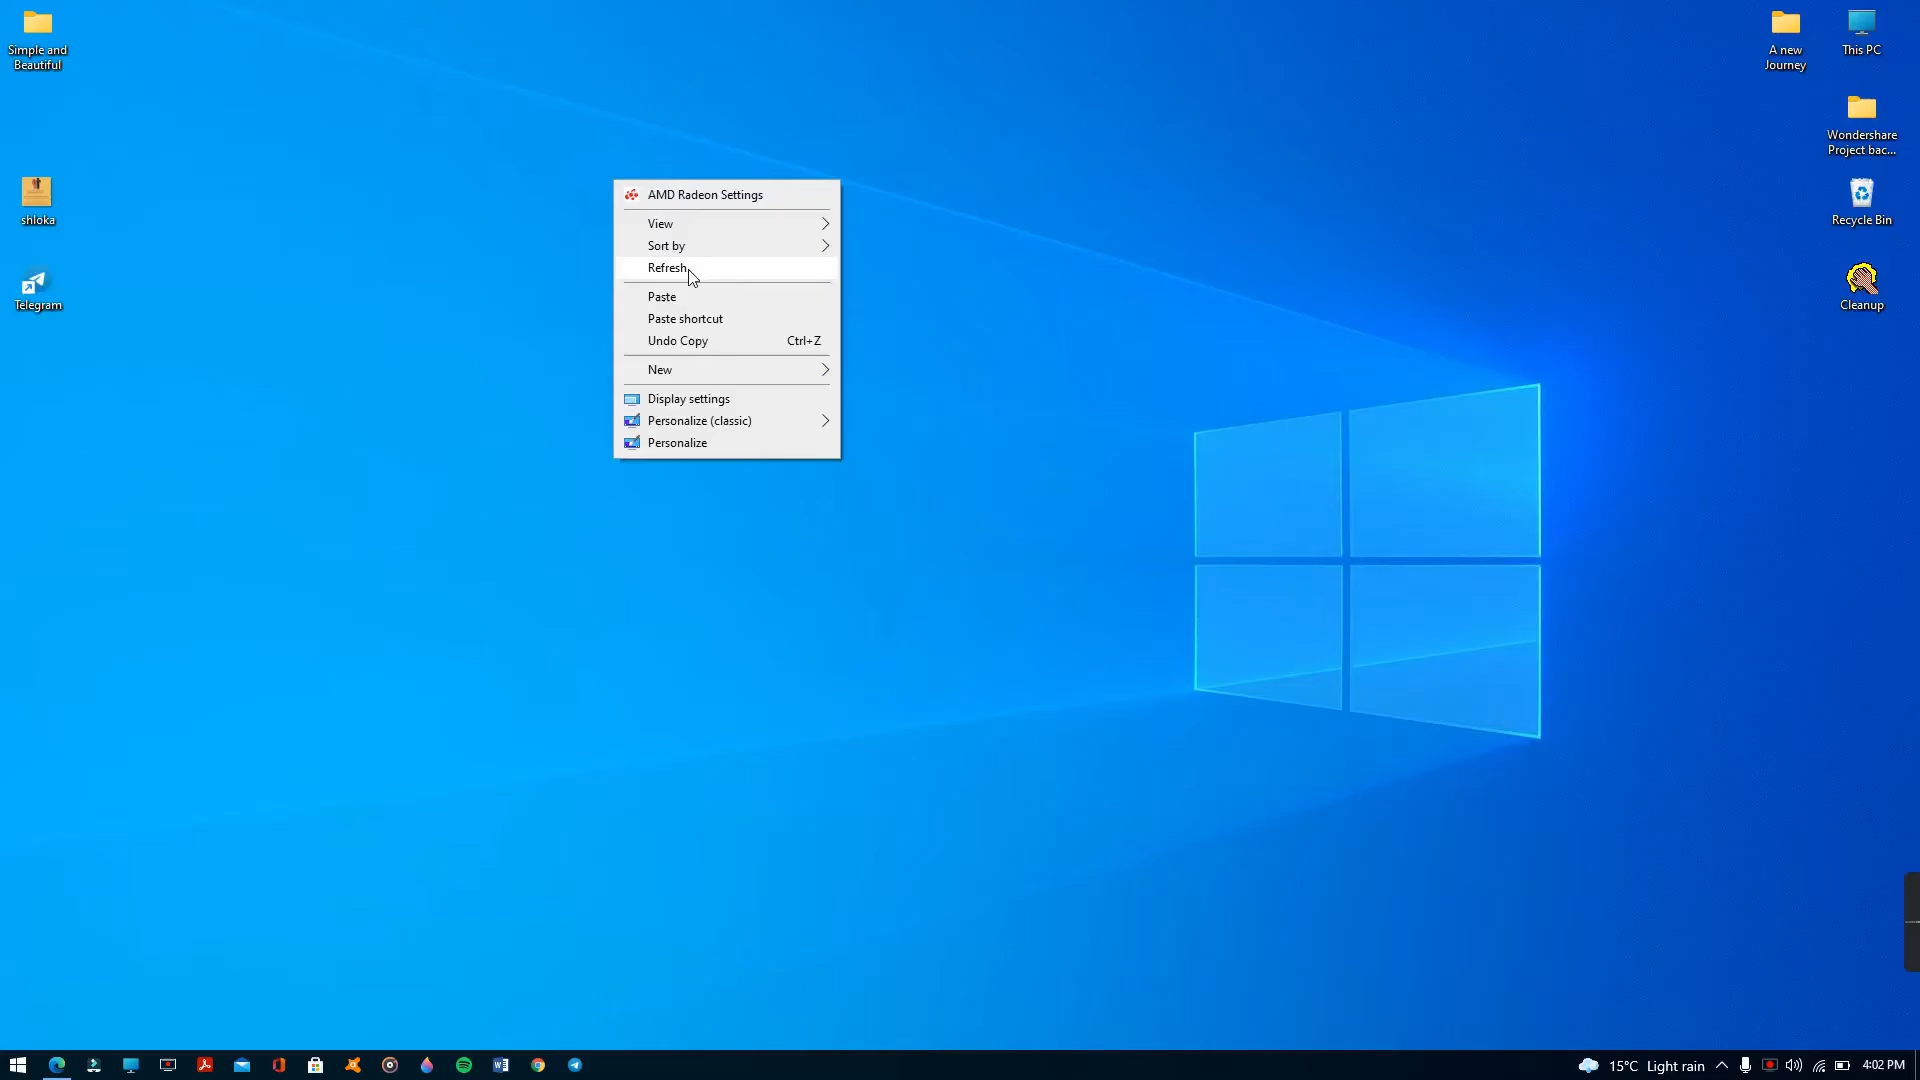 Simple and
Beautiful
shloka
Telegram
AMD Radeon Settings
View
Sort by
Refresh
Paste
Paste shortcut
Undo Copy Ctrl+Z
New
Display settings
Personalize (classic)
Personalize
A new
Journey
This PC
Wondershare
Project bac...
Recycle Bin
Cleanup
15°C Light rain
4:02 PM